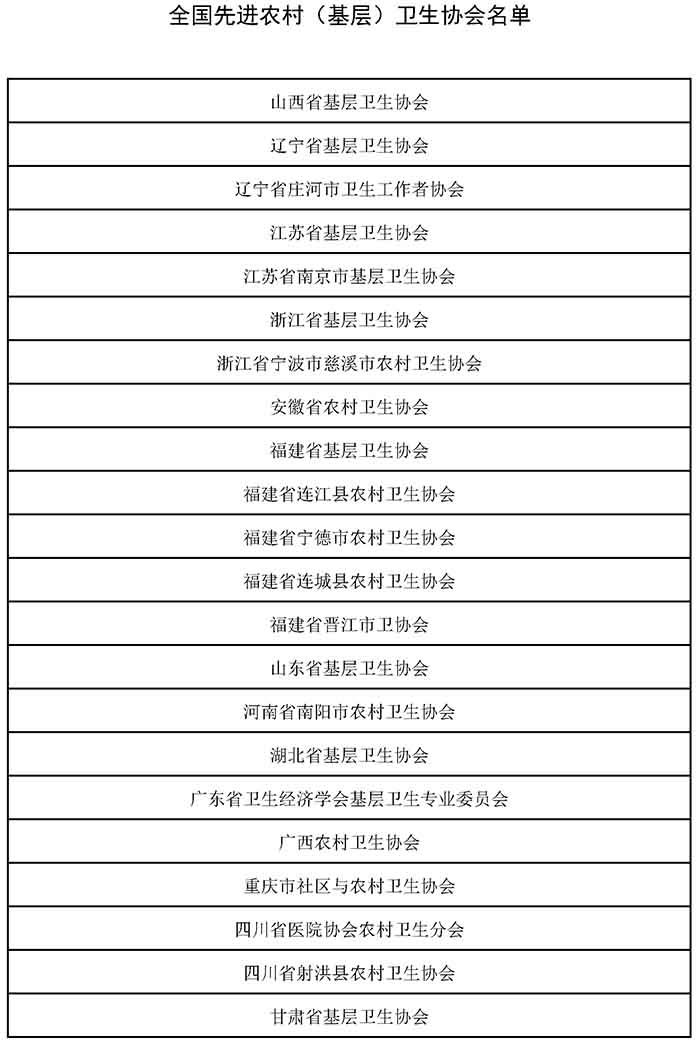 全国先进农村（基层）卫生协会名单
山西省基层卫生协会
辽宁省基层卫生协会
辽宁省庄河市卫生工作者协会
江苏省基层卫生协会
江苏省南京市基层卫生协会
浙江省基层卫生协会
浙江省宁波市慈溪市农村卫生协会
安徽省农村卫生协会
福建省基层卫生协会
福建省连江县农村卫生协会
福建省宁德市农村卫生协会
福建省连城县农村卫生协会
福建省晋江市卫协会
山东省基层卫生协会
河南省南阳市农村卫生协会
湖北省基层卫生协会
广东省卫生经济学会基层卫生专业委员会
广西农村卫生协会
重庆市社区与农村卫生协会
四川省医院协会农村卫生分会
四川省射洪县农村卫生协会
甘肃省基层卫生协会